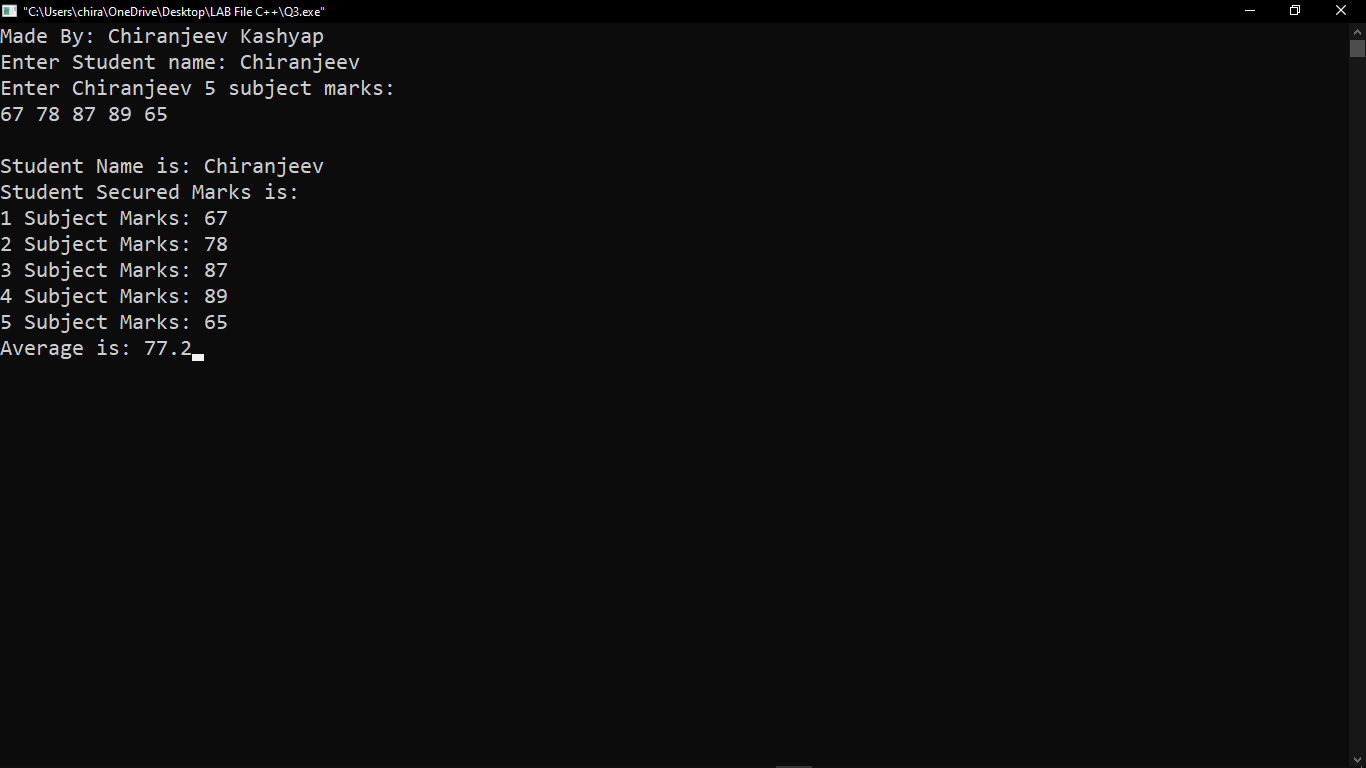 "C:\Users\chira\OneDrive\Desktop\LAB File C++\Q3.exe"
Made By: Chiranjeev Kashyap
Enter Student name: Chiranjeev
Enter Chiranjeev 5 subject marks:
67 78 87 89 65
Student Name is: Chiranjeev
Student Secured Marks is:
1 Subject Marks: 67
2 Subject Marks: 78
3 Subject Marks: 87
4 Subject Marks: 89
5 Subject Marks: 65
Average is: 77.2